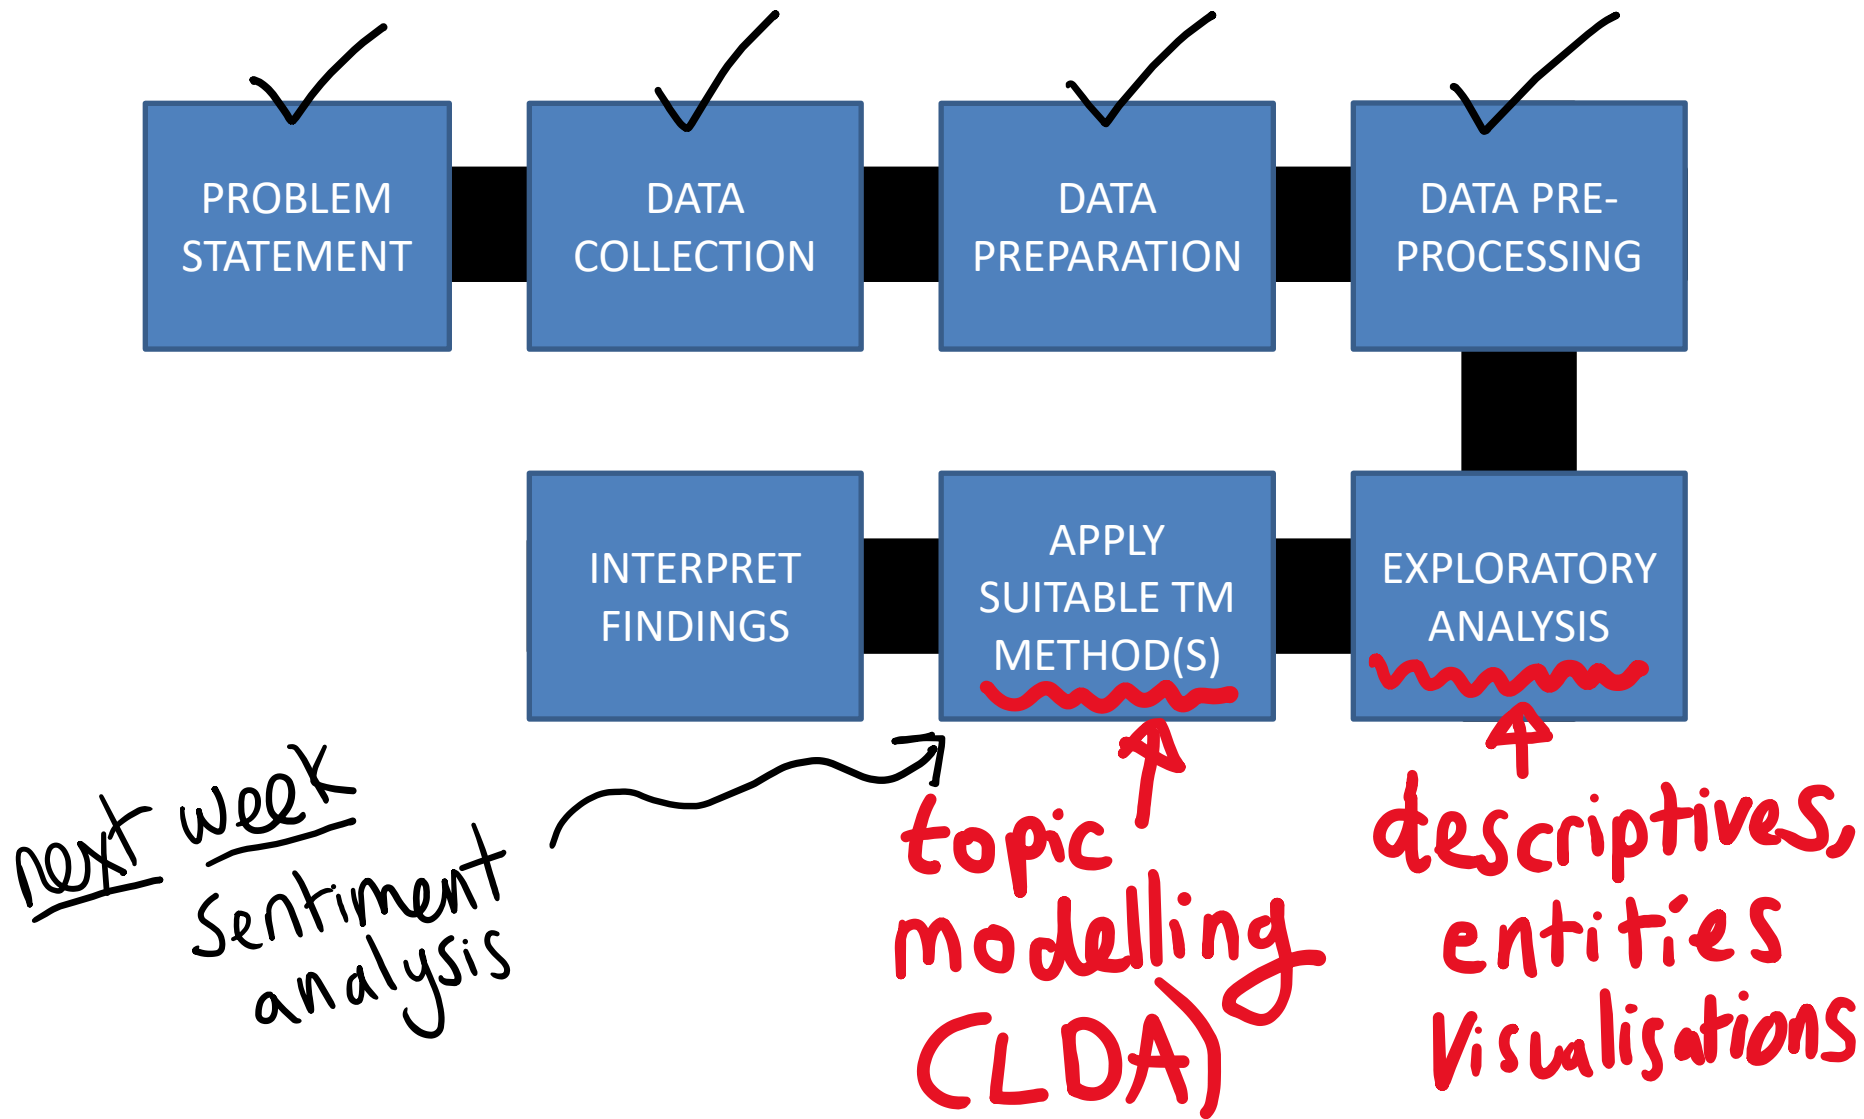 PROBLEM
STATEMENT
DATA
COLLECTION
DATA
PREPARATION
DATA PRE-
PROCESSING
INTERPRET
FINDINGS
APPLY
SUITABLE TM
METHOD(S)
EXPLORATORY
ANALYSIS
next week
sentiment
analysis
topic
modelling
(LDA)
descriptives,
entities
Visualisations